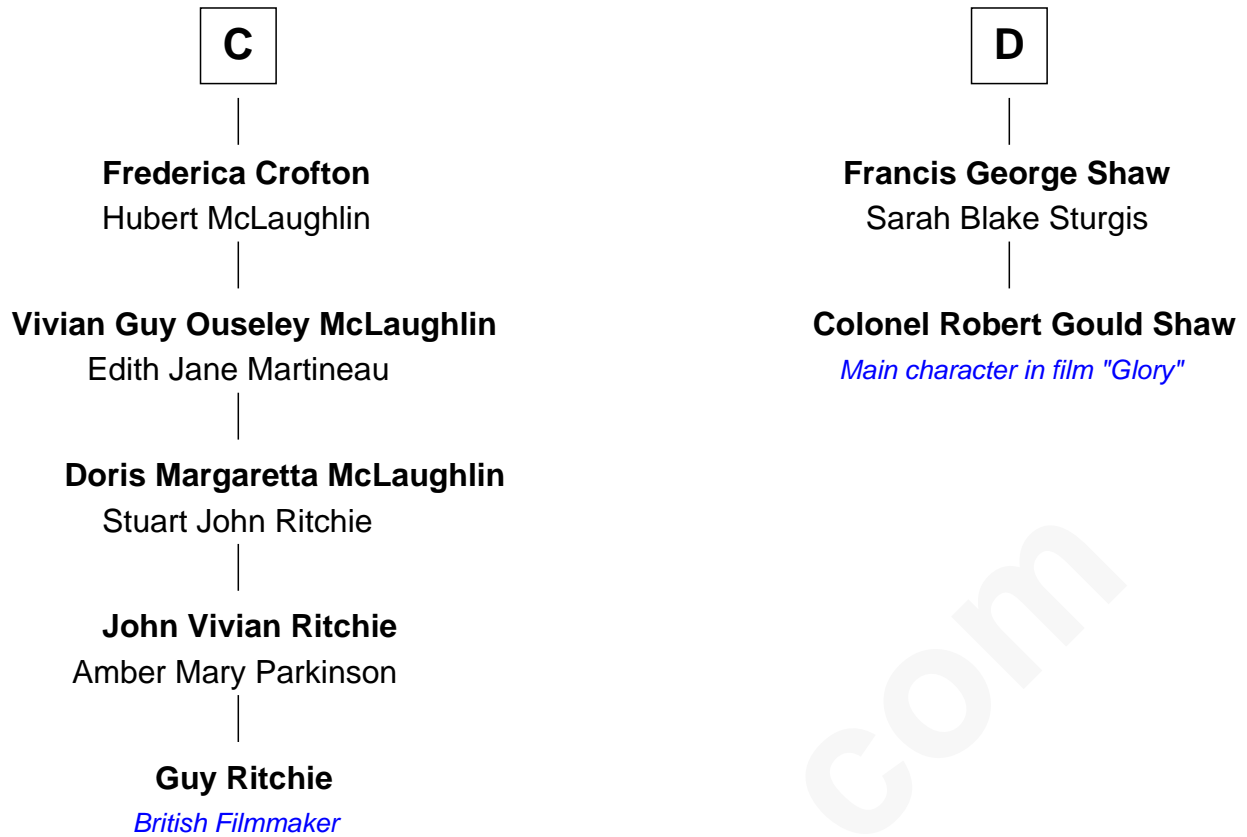 C
Frederica Crofton
Hubert McLaughlin
Vivian Guy Ouseley McLaughlin
Edith Jane Martineau
Doris Margaretta McLaughlin
Stuart John Ritchie
John Vivian Ritchie
Amber Mary Parkinson
Guy Ritchie
British Filmmaker
D
Francis George Shaw
Sarah Blake Sturgis
Colonel Robert Gould Shaw
Main character in film "Glory"
com